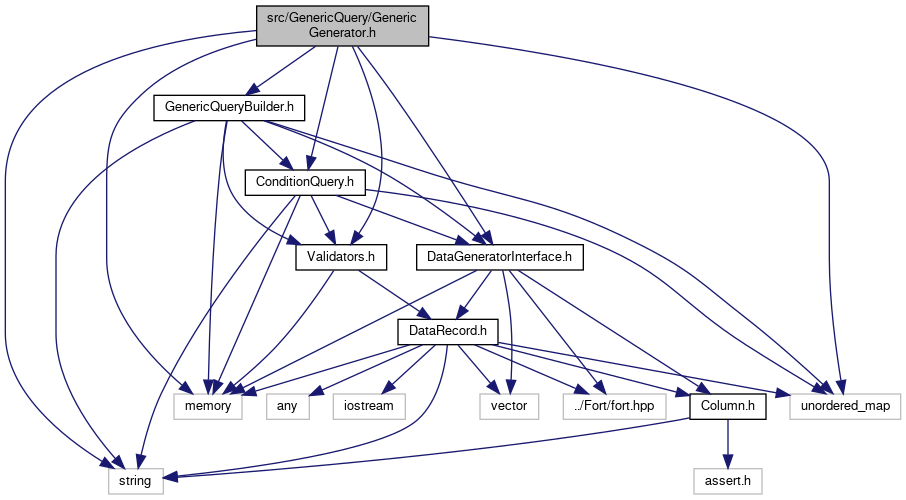 src/GenericQuery/Generic
Generator.h
GenericQueryBuilder.h
ConditionQuery.h
Validators.h
DataGeneratorInterface.h
DataRecord.h
memory
any
iostream
vector
../Fort/fort.hpp
Column.h
unordered_map
string
assert.h